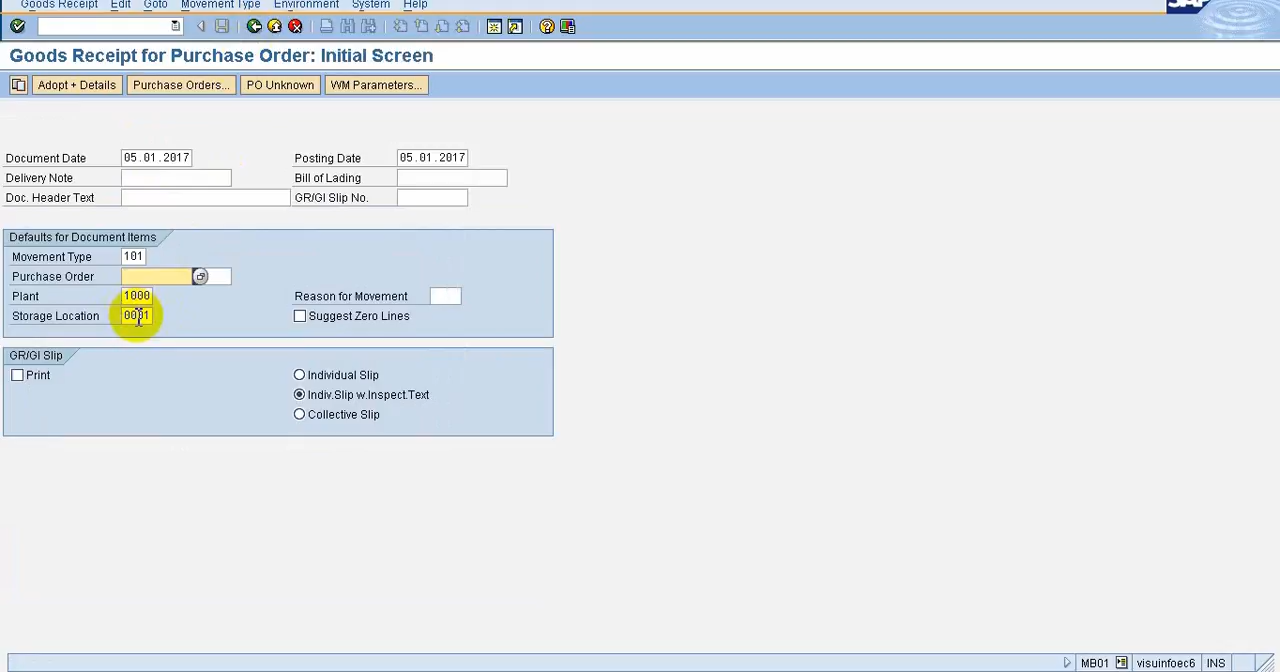 Goods Receipt Edit Goto Movement Type Environment System Help
SAP
Goods Receipt for Purchase Order: Initial Screen
Adopt + Details Purchase Orders... PO Unknown WM Parameters...
Document Date 05.01.2017 Posting Date 05.01.2017
Delivery Note Bill of Lading
Doc. Header Text GR/GI Slip No.
Defaults for Document Items
Movement Type 101
Purchase Order
Plant 1000 Reason for Movement
Storage Location 0001 Suggest Zero Lines
GR/GI Slip
Print Individual Slip
Indiv.Slip w.Inspect.Text
Collective Slip
MB01 visuinfoec6 INS